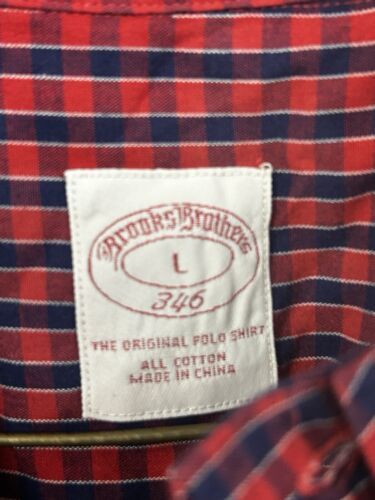 Brooks Brothers
L
346
THE ORIGINAL POLO SHIRT
ALL COTTON
MADE IN CHINA